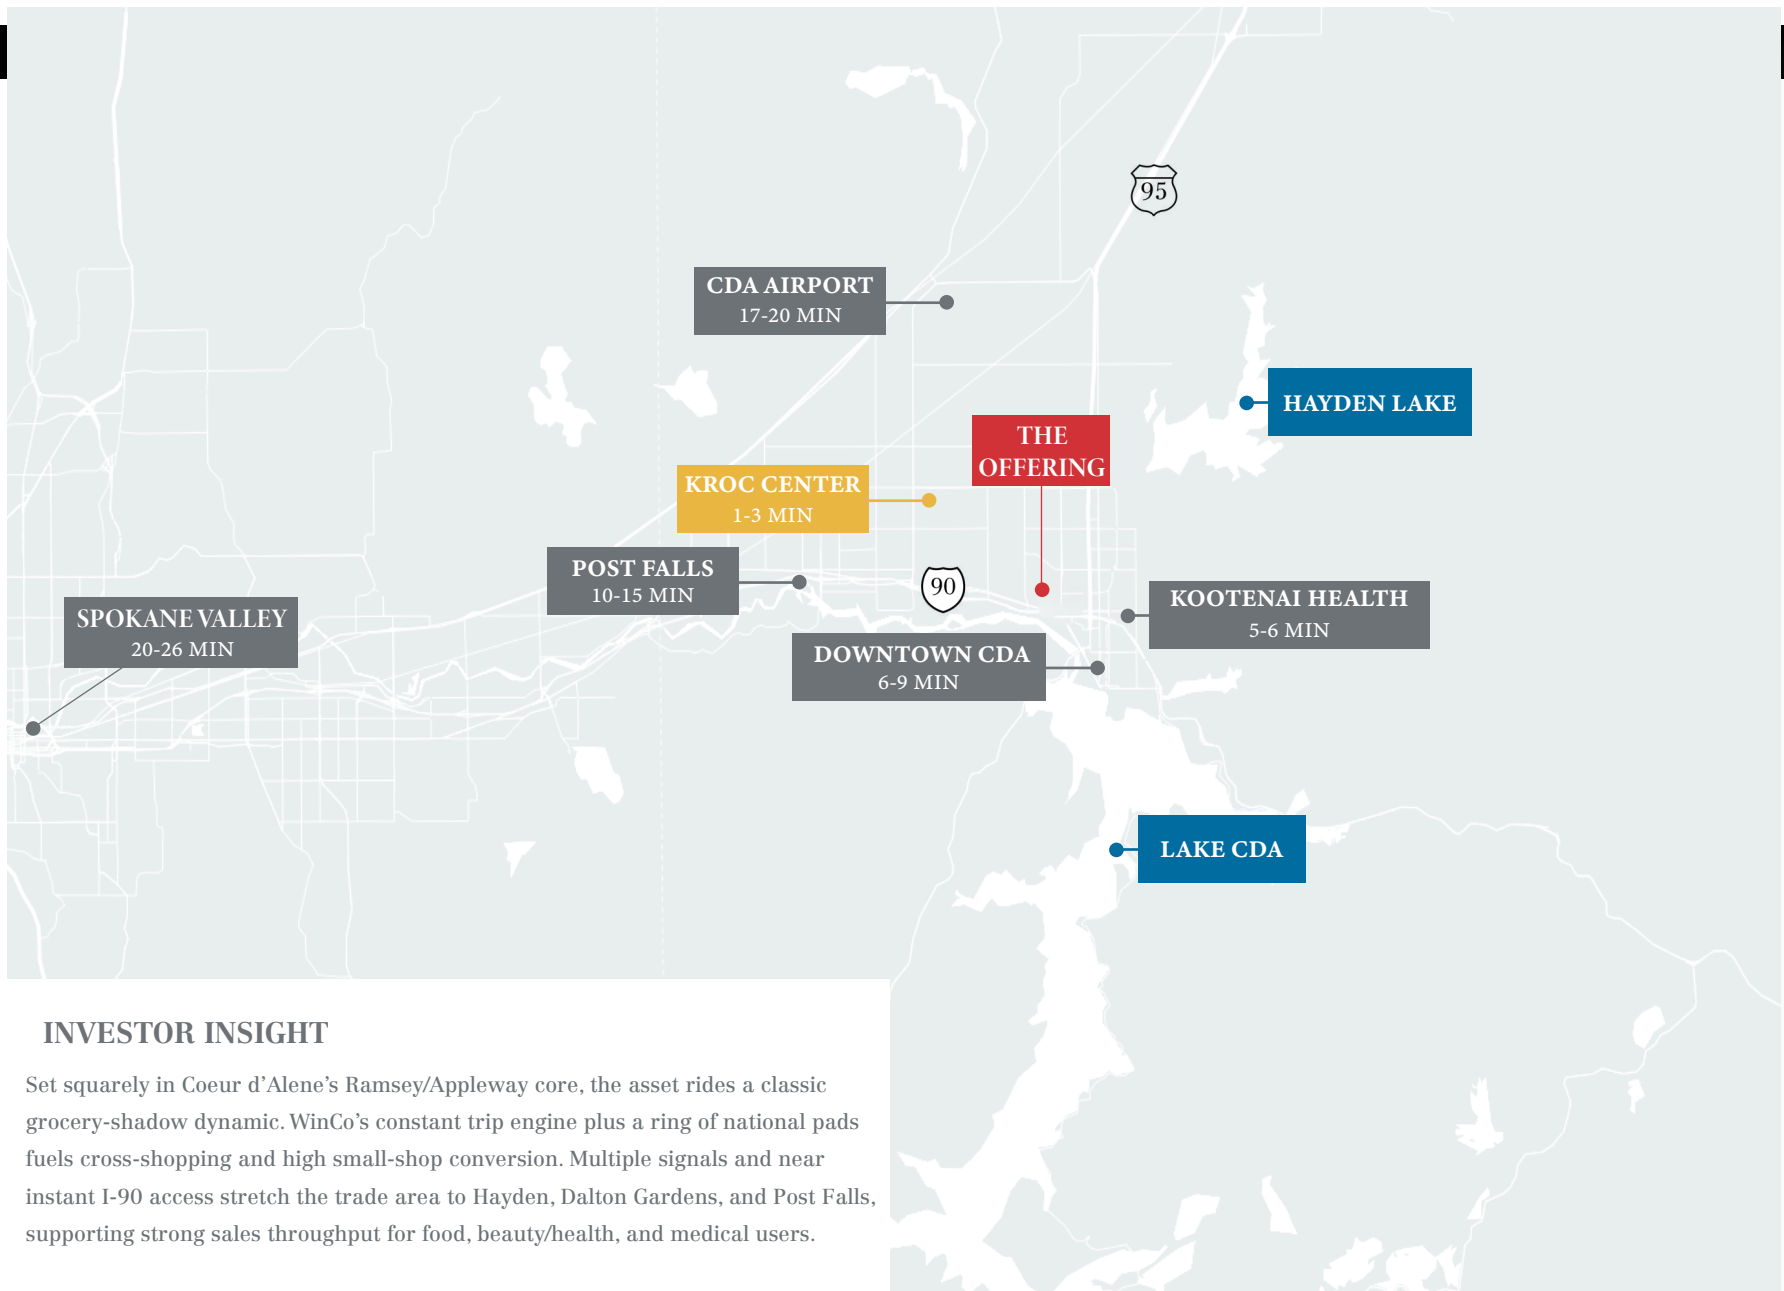 95
CDA AIRPORT
17-20 MIN
HAYDEN LAKE
THE
OFFERING
KROC CENTER
1-3 MIN
POST FALLS
10-15 MIN
90
KOOTENAI HEALTH
5-6 MIN
SPOKANE VALLEY
20-26 MIN
DOWNTOWN CDA
6-9 MIN
LAKE CDA
INVESTOR INSIGHT
Set squarely in Coeur d’Alene’s Ramsey/Appleway core, the asset rides a classic
grocery-shadow dynamic. WinCo’s constant trip engine plus a ring of national pads
fuels cross-shopping and high small-shop conversion. Multiple signals and near
instant I-90 access stretch the trade area to Hayden, Dalton Gardens, and Post Falls,
supporting strong sales throughput for food, beauty/health, and medical users.